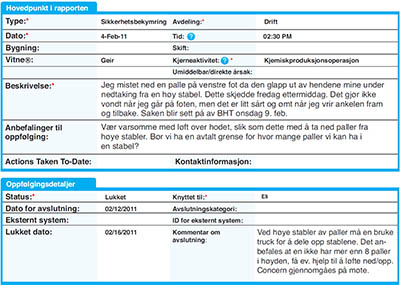 Hovedpunkt i rapporten
Type:* Sikkerhetsbekymring Avdeling:* Drift
Dato:* 4-Feb-11 Tid: ? 02:30 PM
Bygning: Skift:
Vitne®: Geir Kjerneaktivitet: ? * Kjemiskproduksjonsoperasjon
Umiddelbar/direkte årsak:
Beskrivelse:* Jeg mistet ned en palle på venstre fot da den glapp ut av hendene mine under
nedtaking fra en høy stabel. Dette skjedde fredag ettermiddag. Det gjør ikke
vondt når jeg går på foten, men det er litt sårt og omt når jeg vrir ankelen fram
og tilbake. Saken blir sett på av BHT onsdag 9. feb.
Anbefalinger til
oppfølging: Vær varsomme med løft over hodet, slik som dette med å ta ned paller fra
høye stabler. Bør vi ha en avtalt grense for hvor mange paller vi kan ha i
en stabel?
Actions Taken To-Date: Kontaktinformasjon:
Oppfølgingsdetaljer
Status:* Lukket Knyttet til:* Eli
Dato for avslutning: 02/12/2011 Avslutningskategori:
Eksternt system: ID for eksternt system:
Lukket dato: 02/16/2011 Kommentar om
avslutning: Ved høye stabler av paller må en bruke
truck for å dele opp stablene. Det an-
befales at en ikke har mer enn 8 paller
i høyden, få ev. hjelp til å løfte ned/opp.
Concern gjennomgåes på møte.